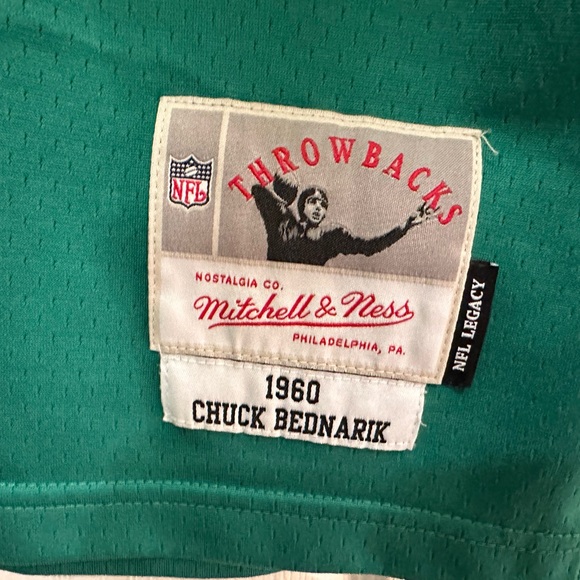 THROWBACKS
NFL
NOSTALGIA CO.
Mitchell & Ness
PHILADELPHIA, PA.
NFL LEGACY
1960
CHUCK BEDNARIK